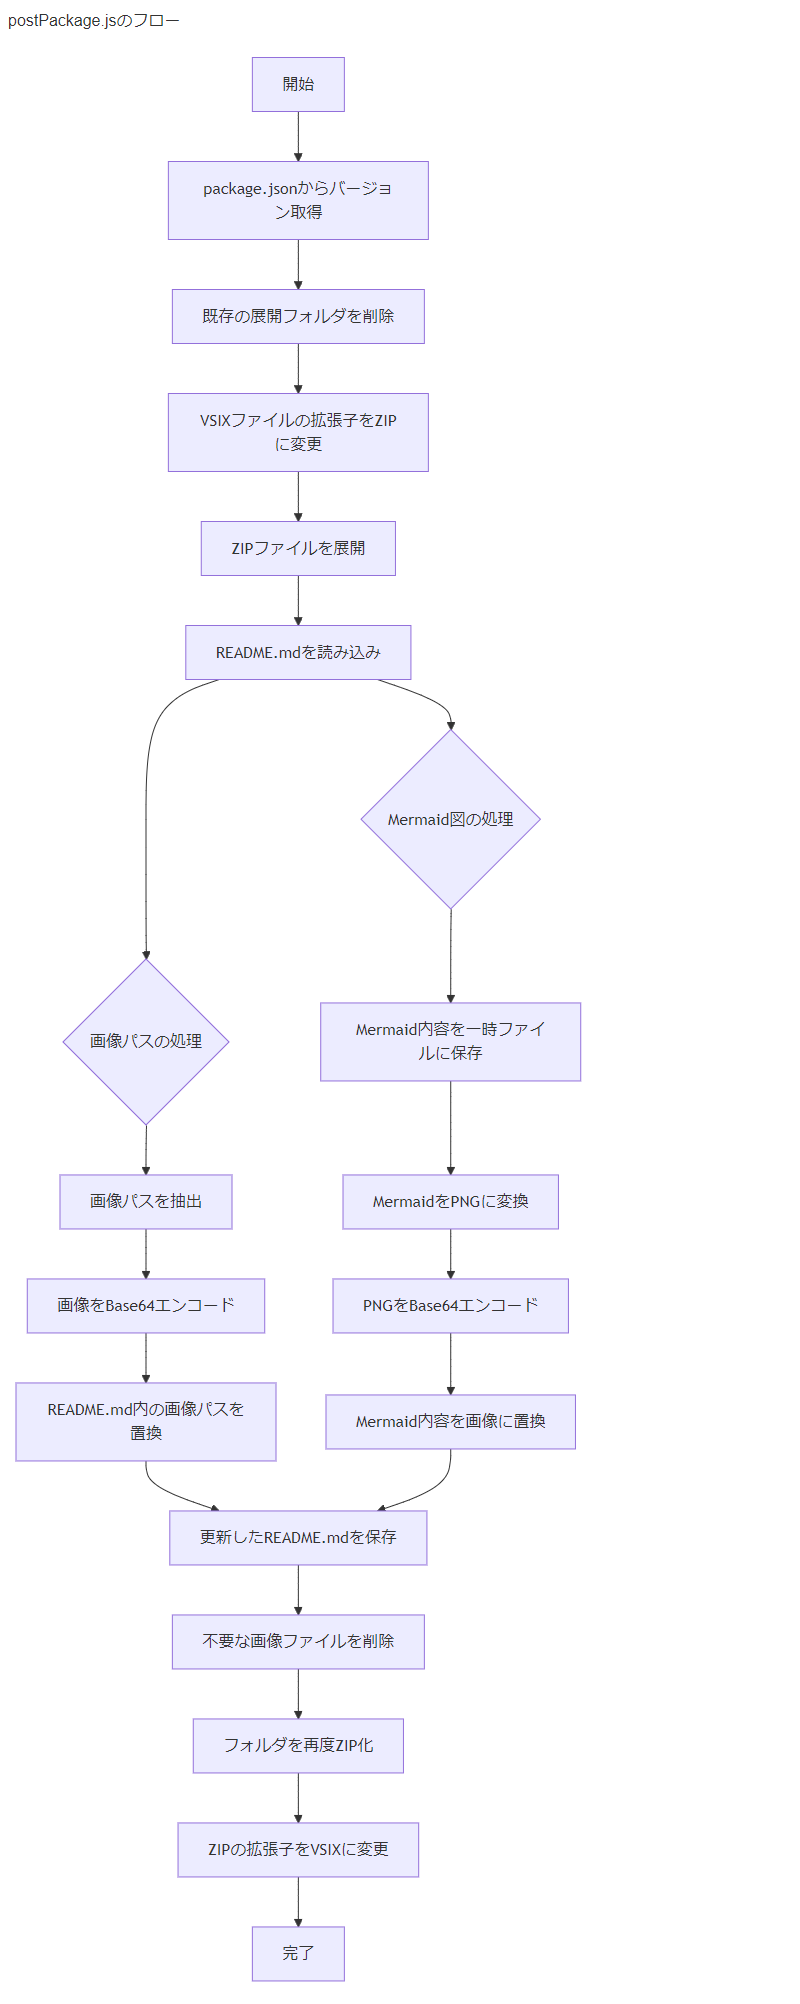 postPackage.jsのフロー
開始
package.jsonからバージョ
ン取得
既存の展開フォルダを削除
VSIXファイルの拡張子をZIP
に変更
ZIPファイルを展開
README.mdを読み込み
Mermaid図の処理
画像パスの処理
Mermaid内容を一時ファイ
ルに保存
画像パスを抽出
MermaidをPNGに変換
画像をBase64エンコード
PNGをBase64エンコード
README.md内の画像パスを
置換
Mermaid内容を画像に置換
更新したREADME.mdを保存
不要な画像ファイルを削除
フォルダを再度ZIP化
ZIPの拡張子をVSIXに変更
完了